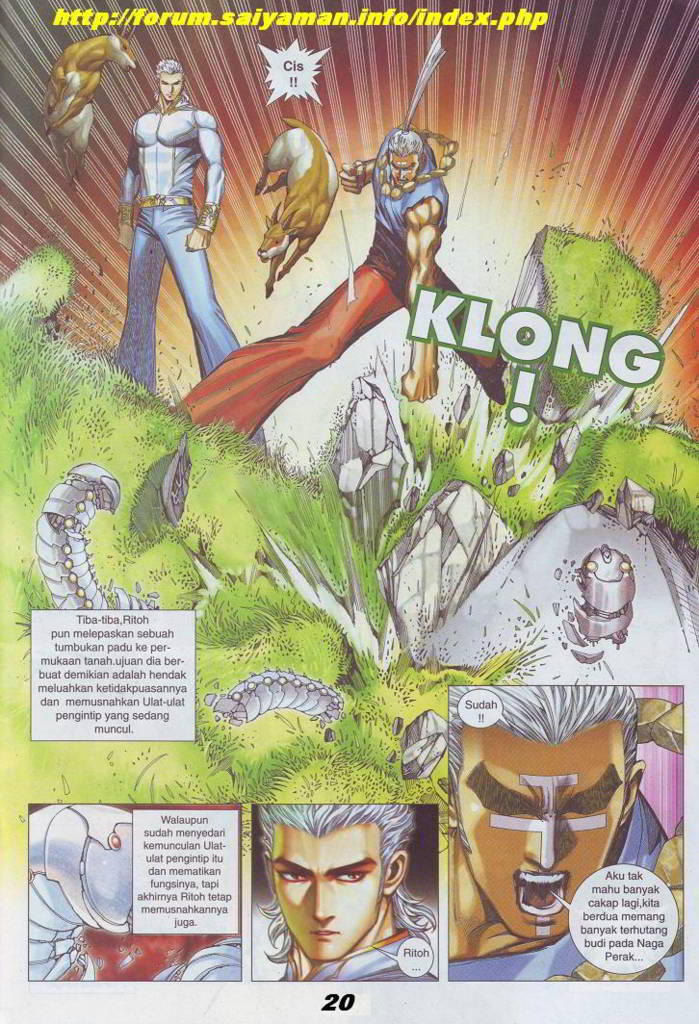 http://forum.saiyaman.info/index.php
Cis
!!
KLONG
!
Tiba-tiba,Ritoh
pun melepaskan sebuah
tumbukan padu ke per-
mukaan tanah.ujuan dia ber-
buat demikian adalah hendak
meluahkan ketidakpuasannya
dan memusnahkan Ulat-ulat
pengintip yang sedang
muncul.
Sudah
!!
Walaupun
sudah menyedari
kemunculan Ulat-
ulat pengintip itu
dan mematikan
fungsinya, tapi
akhirnya Ritoh tetap
memusnahkannya
juga.
Ritoh
...
Aku tak
mahu banyak
cakap lagi,kita
berdua memang
banyak terhutang
budi pada Naga
Perak...
20